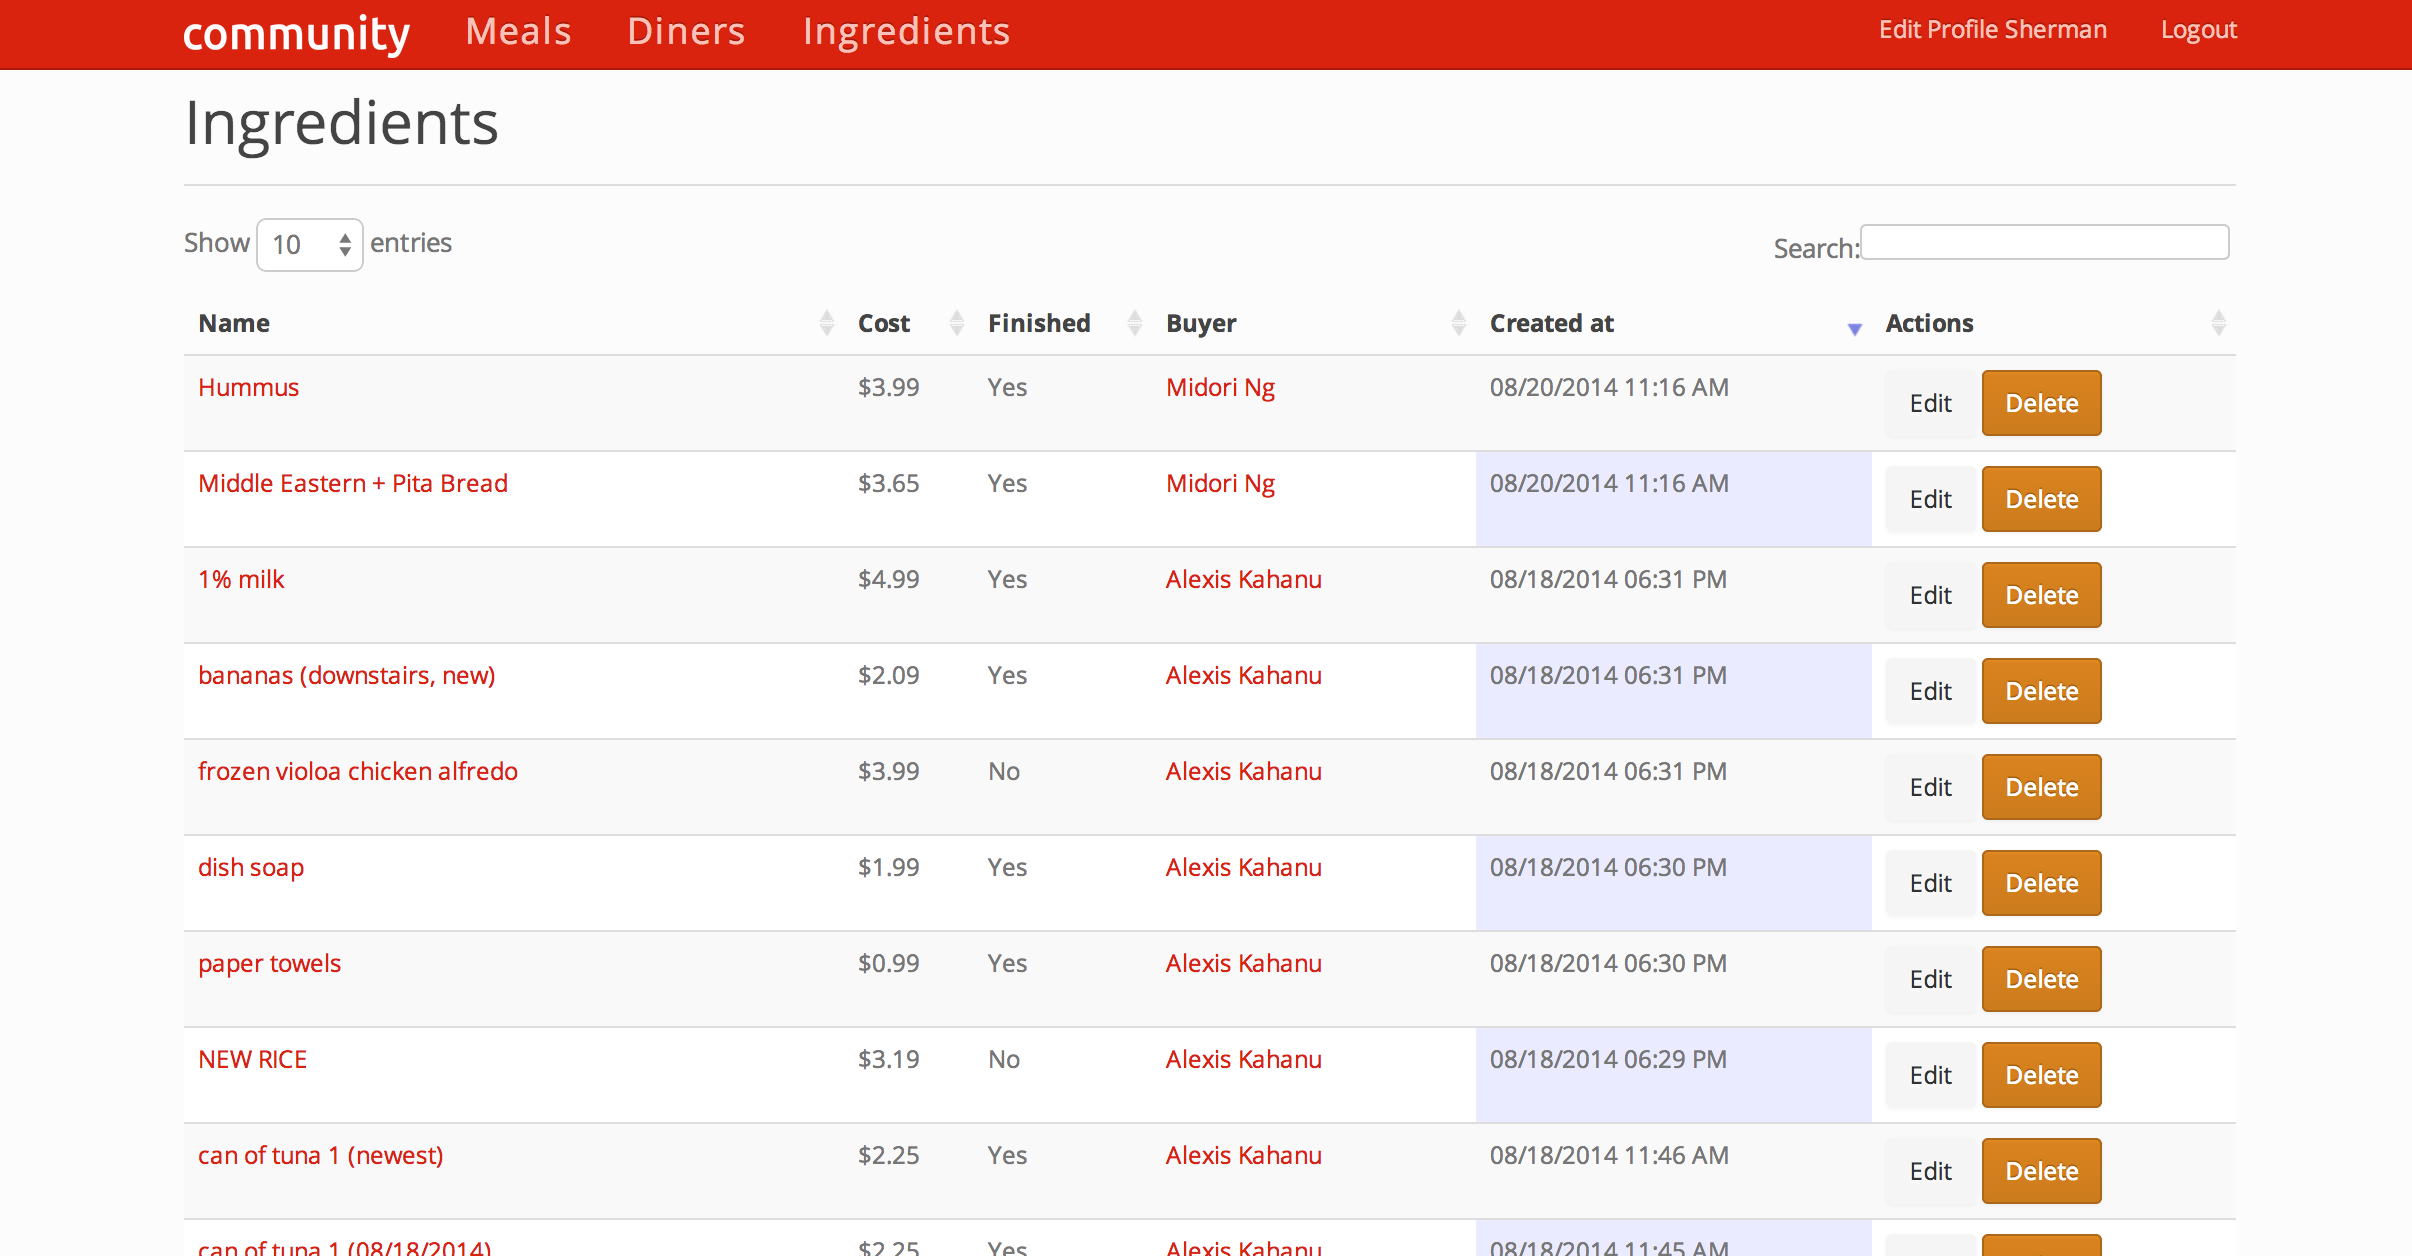 community Meals Diners Ingredients Edit Profile Sherman Logout
Ingredients
Show 10 entries Search:
Name Cost Finished Buyer Created at Actions
Hummus $3.99 Yes Midori Ng 08/20/2014 11:16 AM Edit Delete
Middle Eastern + Pita Bread $3.65 Yes Midori Ng 08/20/2014 11:16 AM Edit Delete
1% milk $4.99 Yes Alexis Kahanu 08/18/2014 06:31 PM Edit Delete
bananas (downstairs, new) $2.09 Yes Alexis Kahanu 08/18/2014 06:31 PM Edit Delete
frozen violoa chicken alfredo $3.99 No Alexis Kahanu 08/18/2014 06:31 PM Edit Delete
dish soap $1.99 Yes Alexis Kahanu 08/18/2014 06:30 PM Edit Delete
paper towels $0.99 Yes Alexis Kahanu 08/18/2014 06:30 PM Edit Delete
NEW RICE $3.19 No Alexis Kahanu 08/18/2014 06:29 PM Edit Delete
can of tuna 1 (newest) $2.25 Yes Alexis Kahanu 08/18/2014 11:46 AM Edit Delete
can of tuna 1 (08/18/2014) $2.25 Yes Alexis Kahanu 08/18/2014 11:45 AM